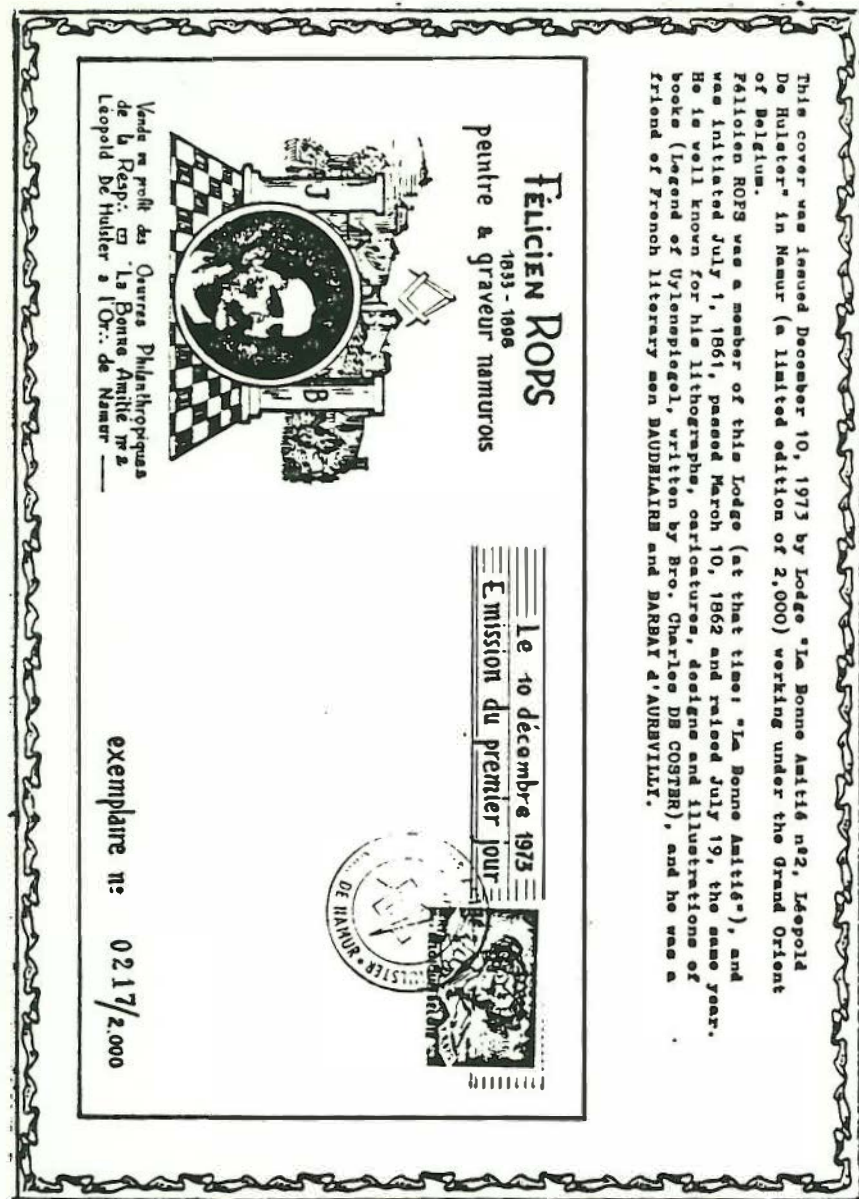 This cover was issued December 10, 1973 by Lodge "La Bonne Amitié nº2, Léopold
De Hulster" in Namur (a limited edition of 2,000) working under the Grand Orient
of Belgium.
Félicien ROPS was a member of this Lodge (at that time: "La Bonne Amitié"), and
was initiated July 1, 1861, passed March 10, 1862 and raised July 19, the same year.
He is well known for his lithographs, caricatures, designs and illustrations of
books (Legend of Uylenspiegel, written by Bro. Charles DE COSTER), and he was a
friend of French literary men BAUDELAIRE and BARBAY d'AUREVILLY.
FÉLICIEN ROPS
1833 - 1898
peintre & graveur namurois
J
B
Vendu au profit des Oeuvres Philanthropiques
de la Resp∴ "La Bonne Amitié nº 2
Léopold De Hulster à l'Or∴ de Namur
Le 10 décembre 1973
Emission du premier jour
HULSTER
DE NAMUR
exemplaire n: 0217/2.000